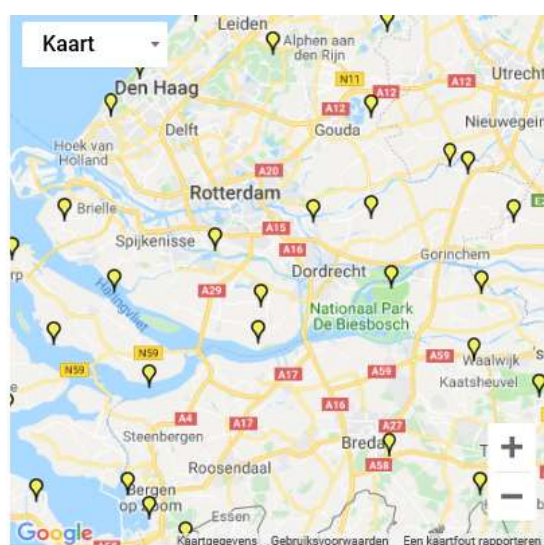 Kaart
Leiden
Alphen aan
den Rijn
Utrech
N11
A12
A12
A12
Den Haag
Gouda
Nieuwegein
Delft
Hoek van
Holland
A20
Rotterdam
Brielle
A15
Spijkenisse
A16
Gorinchem
Dordrecht
Haringvliet
A29
Nationaal Park
De Biesbosch
N59
A59
Waalwijk
's
N59
A17
A59
Kaatsheuvel
A16
A4
A17
A27
Steenbergen
Breda
T
A58
Roosendaal
Bergen
op Zoom
Essen
Google
Kaartgegevens
Gebruiksvoorwaarden
Een kaartfout rapporteren